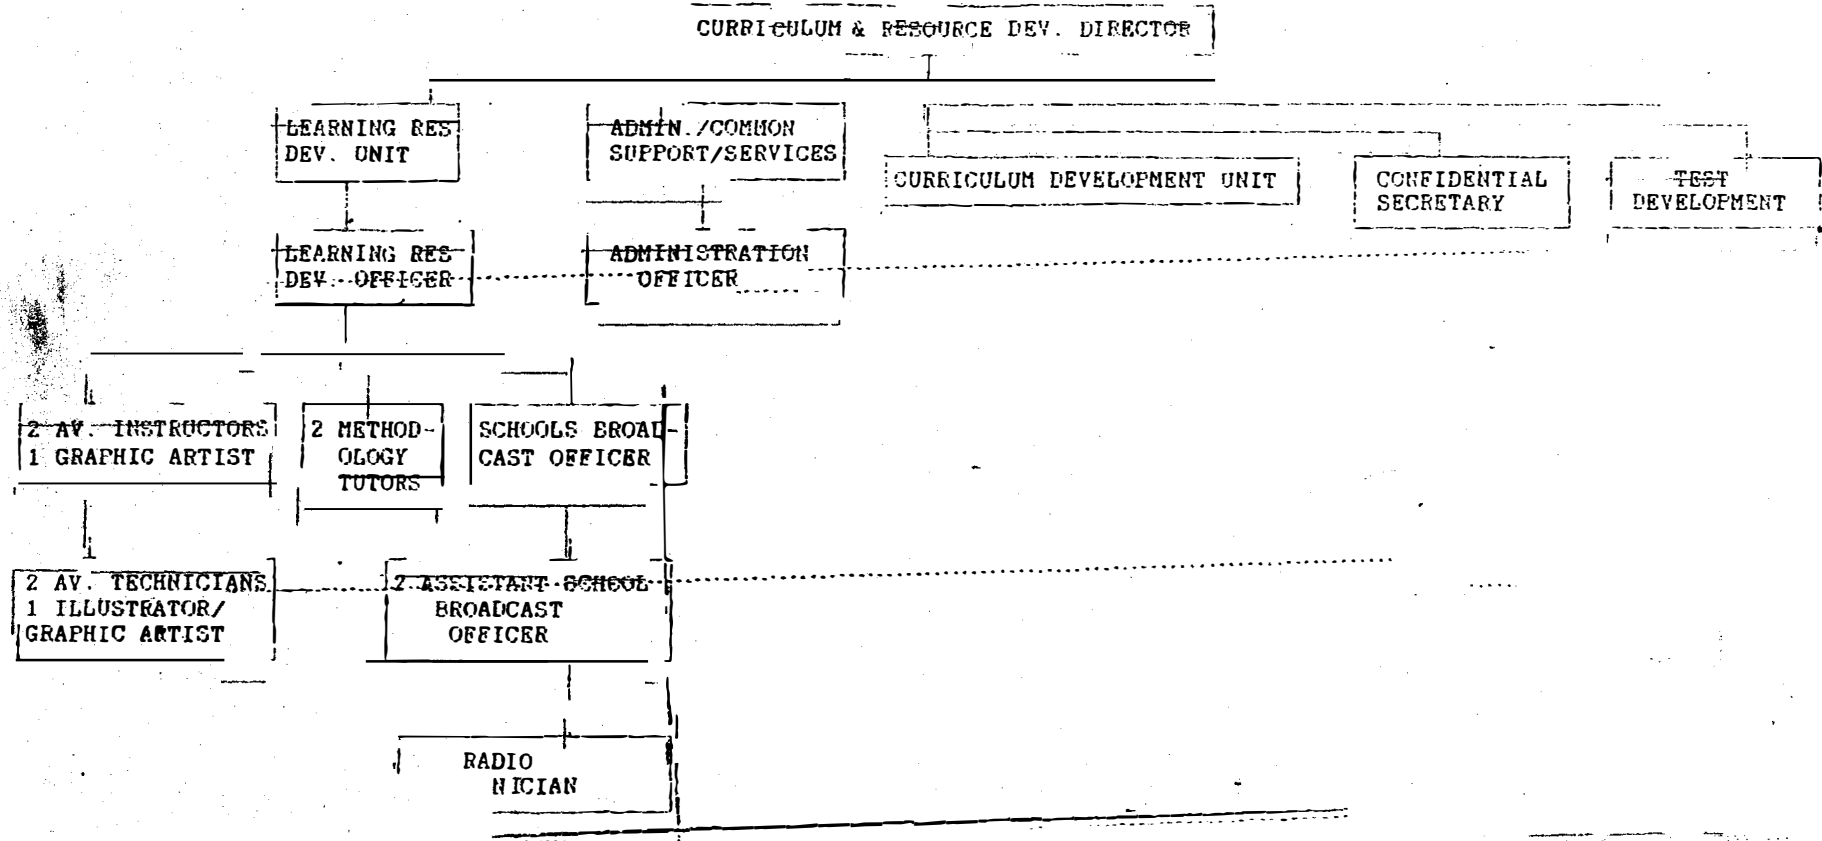 CURRICULUM & RESOURCE DEV. DIRECTOR
LEARNING RES
DEV. UNIT
ADMIN./COMMON
SUPPORT/SERVICES
CURRICULUM DEVELOPMENT UNIT
CONFIDENTIAL
SECRETARY
TEST
DEVELOPMENT
LEARNING RES
DEV. OFFICER
ADMINISTRATION
OFFICER
2 AV. INSTRUCTORS
1 GRAPHIC ARTIST
2 METHOD-
OLOGY
TUTORS
SCHOOLS BROAD-
CAST OFFICER
2 AV. TECHNICIANS
1 ILLUSTRATOR/
GRAPHIC ARTIST
2 ASSISTANT SCHOOL
BROADCAST
OFFICER
RADIO
NICIAN